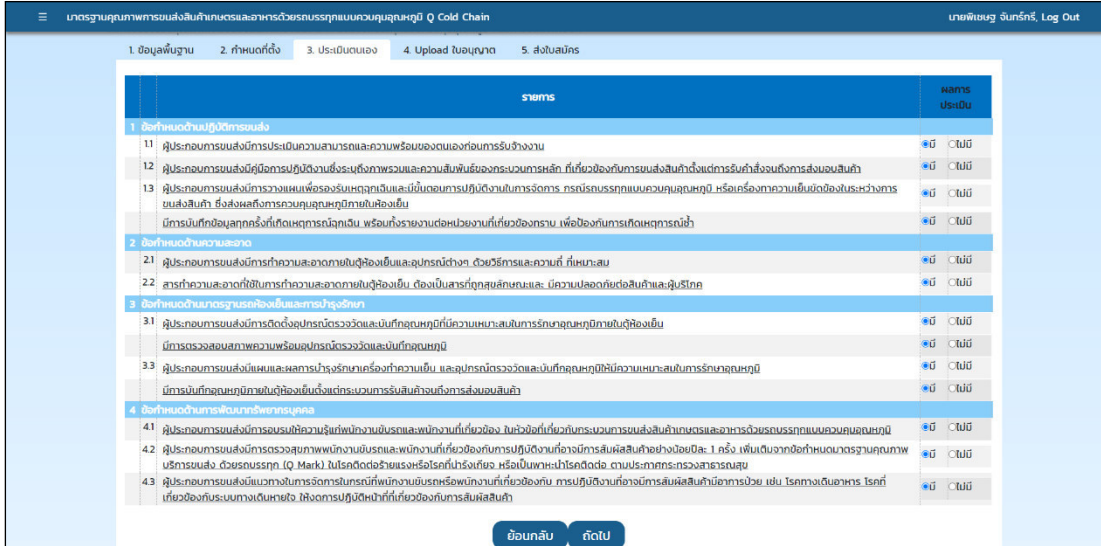 ☰ มาตรฐานคุณภาพการขนส่งสินค้าเกษตรและอาหารด้วยรถบรรทุกแบบควบคุมอุณหภูมิ Q Cold Chain นายพิเชษฐ จันทร์กรี, Log Out
1. ข้อมูลพื้นฐาน 2. กำหนดที่ตั้ง 3. ประเมินตนเอง 4. Upload ใบอนุญาต 5. ส่งใบสมัคร
รายการ ผลการ
ประเมิน
1 ข้อกำหนดด้านปฏิบัติการขนส่ง
1.1 ผู้ประกอบการขนส่งมีการประเมินความสามารถและความพร้อมของตนเองก่อนการรับจ้างงาน มี ไม่มี
1.2 ผู้ประกอบการขนส่งมีคู่มือการปฏิบัติงานซึ่งระบุถึงภาพรวมและความสัมพันธ์ของกระบวนการหลัก ที่เกี่ยวข้องกับการขนส่งสินค้าตั้งแต่การรับคำสั่งจนถึงการส่งมอบสินค้า มี ไม่มี
1.3 ผู้ประกอบการขนส่งมีการวางแผนเพื่อรองรับเหตุฉุกเฉินและมีขั้นตอนการปฏิบัติงานในการจัดการ กรณีรถบรรทุกแบบควบคุมอุณหภูมิ หรือเครื่องทำความเย็นขัดข้องในระหว่างการ มี ไม่มี
ขนส่งสินค้า ซึ่งส่งผลถึงการควบคุมอุณหภูมิภายในห้องเย็น
มีการบันทึกข้อมูลทุกครั้งที่เกิดเหตุการณ์ฉุกเฉิน พร้อมทั้งรายงานต่อหน่วยงานที่เกี่ยวข้องทราบ เพื่อป้องกันการเกิดเหตุการณ์ซ้ำ มี ไม่มี
2 ข้อกำหนดด้านความสะอาด
2.1 ผู้ประกอบการขนส่งมีการทำความสะอาดภายในตู้ห้องเย็นและอุปกรณ์ต่างๆ ด้วยวิธีการและความถี่ ที่เหมาะสม มี ไม่มี
2.2 สารทำความสะอาดที่ใช้ในการทำความสะอาดภายในตู้ห้องเย็น ต้องเป็นสารที่ถูกสุขลักษณะและ มีความปลอดภัยต่อสินค้าและผู้บริโภค มี ไม่มี
3 ข้อกำหนดด้านมาตรฐานรถห้องเย็นและการบำรุงรักษา
3.1 ผู้ประกอบการขนส่งมีการติดตั้งอุปกรณ์ตรวจวัดและบันทึกอุณหภูมิที่มีความเหมาะสมในการรักษาอุณหภูมิภายในตู้ห้องเย็น มี ไม่มี
มีการตรวจสอบสภาพความพร้อมอุปกรณ์ตรวจวัดและบันทึกอุณหภูมิ มี ไม่มี
3.3 ผู้ประกอบการขนส่งมีแผนและผลการบำรุงรักษาเครื่องทำความเย็น และอุปกรณ์ตรวจวัดและบันทึกอุณหภูมิให้มีความเหมาะสมในการรักษาอุณหภูมิ มี ไม่มี
มีการบันทึกอุณหภูมิภายในตู้ห้องเย็นตั้งแต่กระบวนการรับสินค้าจนถึงการส่งมอบสินค้า มี ไม่มี
4 ข้อกำหนดด้านการพัฒนาทรัพยากรบุคคล
4.1 ผู้ประกอบการขนส่งมีการอบรมให้ความรู้แก่พนักงานขับรถและพนักงานที่เกี่ยวข้อง ในหัวข้อที่เกี่ยวกับกระบวนการขนส่งสินค้าเกษตรและอาหารด้วยรถบรรทุกแบบควบคุมอุณหภูมิ มี ไม่มี
4.2 ผู้ประกอบการขนส่งมีการตรวจสุขภาพพนักงานขับรถและพนักงานที่เกี่ยวข้องกับการปฏิบัติงานที่อาจมีการสัมผัสสินค้าอย่างน้อยปีละ 1 ครั้ง เพิ่มเติมจากข้อกำหนดมาตรฐานคุณภาพ มี ไม่มี
บริการขนส่ง ด้วยรถบรรทุก (Q Mark) ในโรคติดต่อร้ายแรงหรือโรคที่น่ารังเกียจ หรือเป็นพาหะนำโรคติดต่อ ตามประกาศกระทรวงสาธารณสุข
4.3 ผู้ประกอบการขนส่งมีแนวทางในการจัดการในกรณีที่พนักงานขับรถหรือพนักงานที่เกี่ยวข้องกับ การปฏิบัติงานที่อาจมีการสัมผัสสินค้ามีอาการป่วย เช่น โรคทางเดินอาหาร โรคที่ มี ไม่มี
เกี่ยวข้องกับระบบทางเดินหายใจ ให้งดการปฏิบัติหน้าที่ที่เกี่ยวข้องกับการสัมผัสสินค้า
ย้อนกลับ ถัดไป